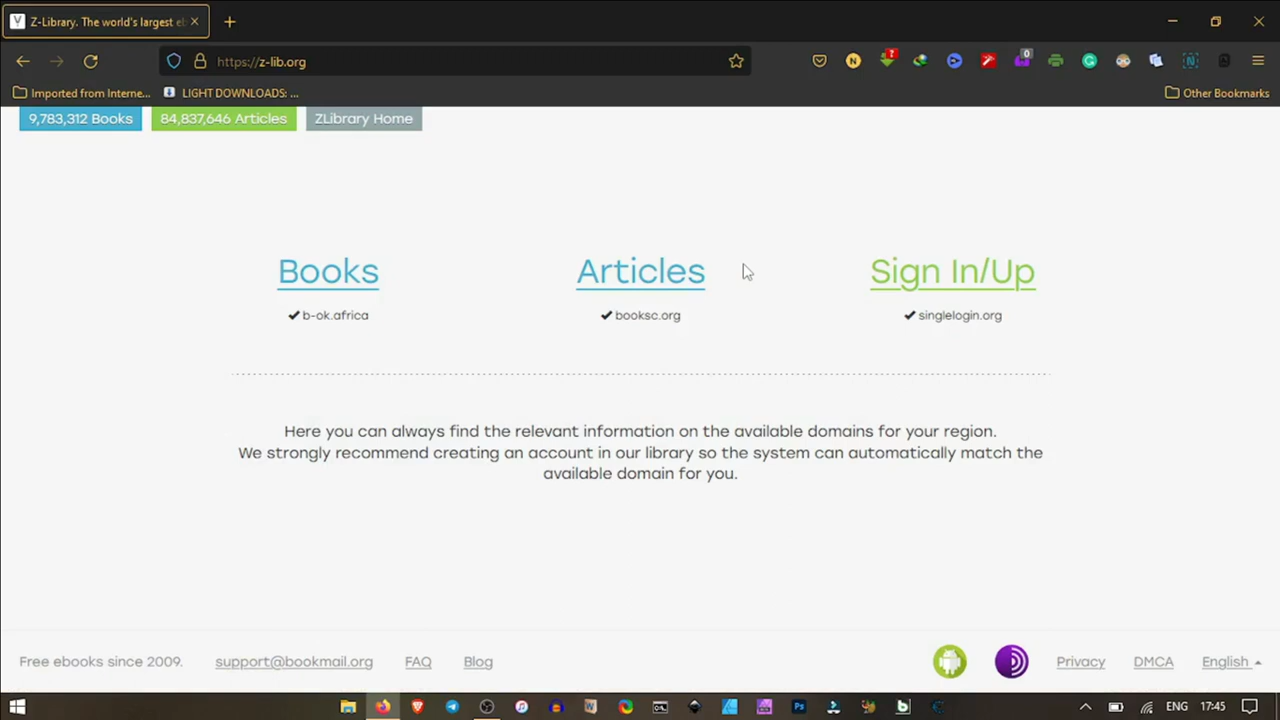 Z-Library. The world's largest eb
https://z-lib.org
?
0
Imported from Interne...
LIGHT DOWNLOADS: ...
Other Bookmarks
9,783,312 Books
84,837,646 Articles
ZLibrary Home
Books
Articles
Sign In/Up
b-ok.africa
booksc.org
singlelogin.org
Here you can always find the relevant information on the available domains for your region.
We strongly recommend creating an account in our library so the system can automatically match the
available domain for you.
Free ebooks since 2009.
support@bookmail.org
FAQ
Blog
Privacy
DMCA
English
ENG
17:45